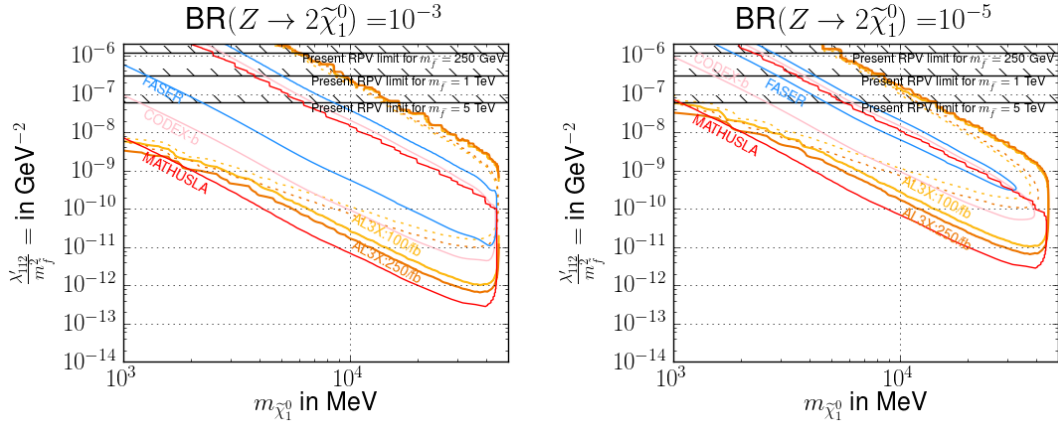 BR(Z → 2χ̃₁⁰) = 10⁻³
10⁻⁶
10⁻⁷
10⁻⁸
10⁻⁹
10⁻¹⁰
10⁻¹¹
10⁻¹²
10⁻¹³
10⁻¹⁴
λ′₁₁₂/m²_f̃ = in GeV⁻²
Present RPV limit for m_f̃ = 250 GeV
Present RPV limit for m_f̃ = 1 TeV
Present RPV limit for m_f̃ = 5 TeV
FASER
CODEX-b
MATHUSLA
AL3X:100/fb
AL3X:250/fb
10³
10⁴
m_χ̃₁⁰ in MeV
BR(Z → 2χ̃₁⁰) = 10⁻⁵
10⁻⁶
10⁻⁷
10⁻⁸
10⁻⁹
10⁻¹⁰
10⁻¹¹
10⁻¹²
10⁻¹³
10⁻¹⁴
λ′₁₁₂/m²_f̃ = in GeV⁻²
Present RPV limit for m_f̃ = 250 GeV
Present RPV limit for m_f̃ = 1 TeV
Present RPV limit for m_f̃ = 5 TeV
CODEX-b
FASER
MATHUSLA
AL3X:100/fb
AL3X:250/fb
10³
10⁴
m_χ̃₁⁰ in MeV